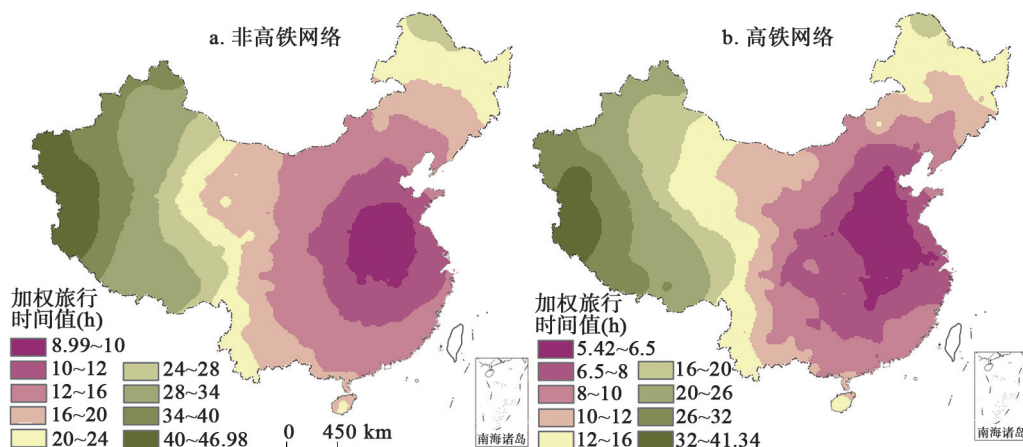 a. 非高铁网络
加权旅行
时间值(h)
8.99~10
10~12
12~16
16~20
20~24
24~28
28~34
34~40
40~46.98
0 450 km
南海诸岛
b. 高铁网络
加权旅行
时间值(h)
5.42~6.5
6.5~8
8~10
10~12
12~16
16~20
20~26
26~32
32~41.34
南海诸岛